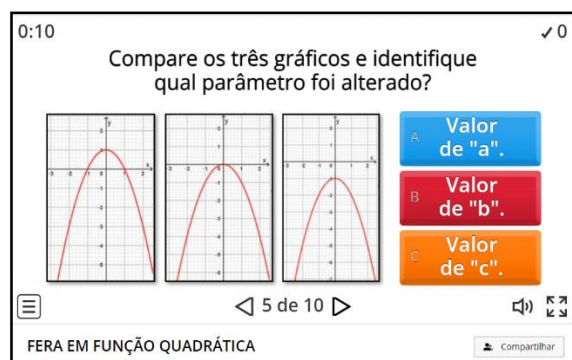 0:10
✓ 0
Compare os três gráficos e identifique
qual parâmetro foi alterado?
A
Valor
de "a".
B
Valor
de "b".
C
Valor
de "c".
5 de 10
FERA EM FUNÇÃO QUADRÁTICA
Compartilhar